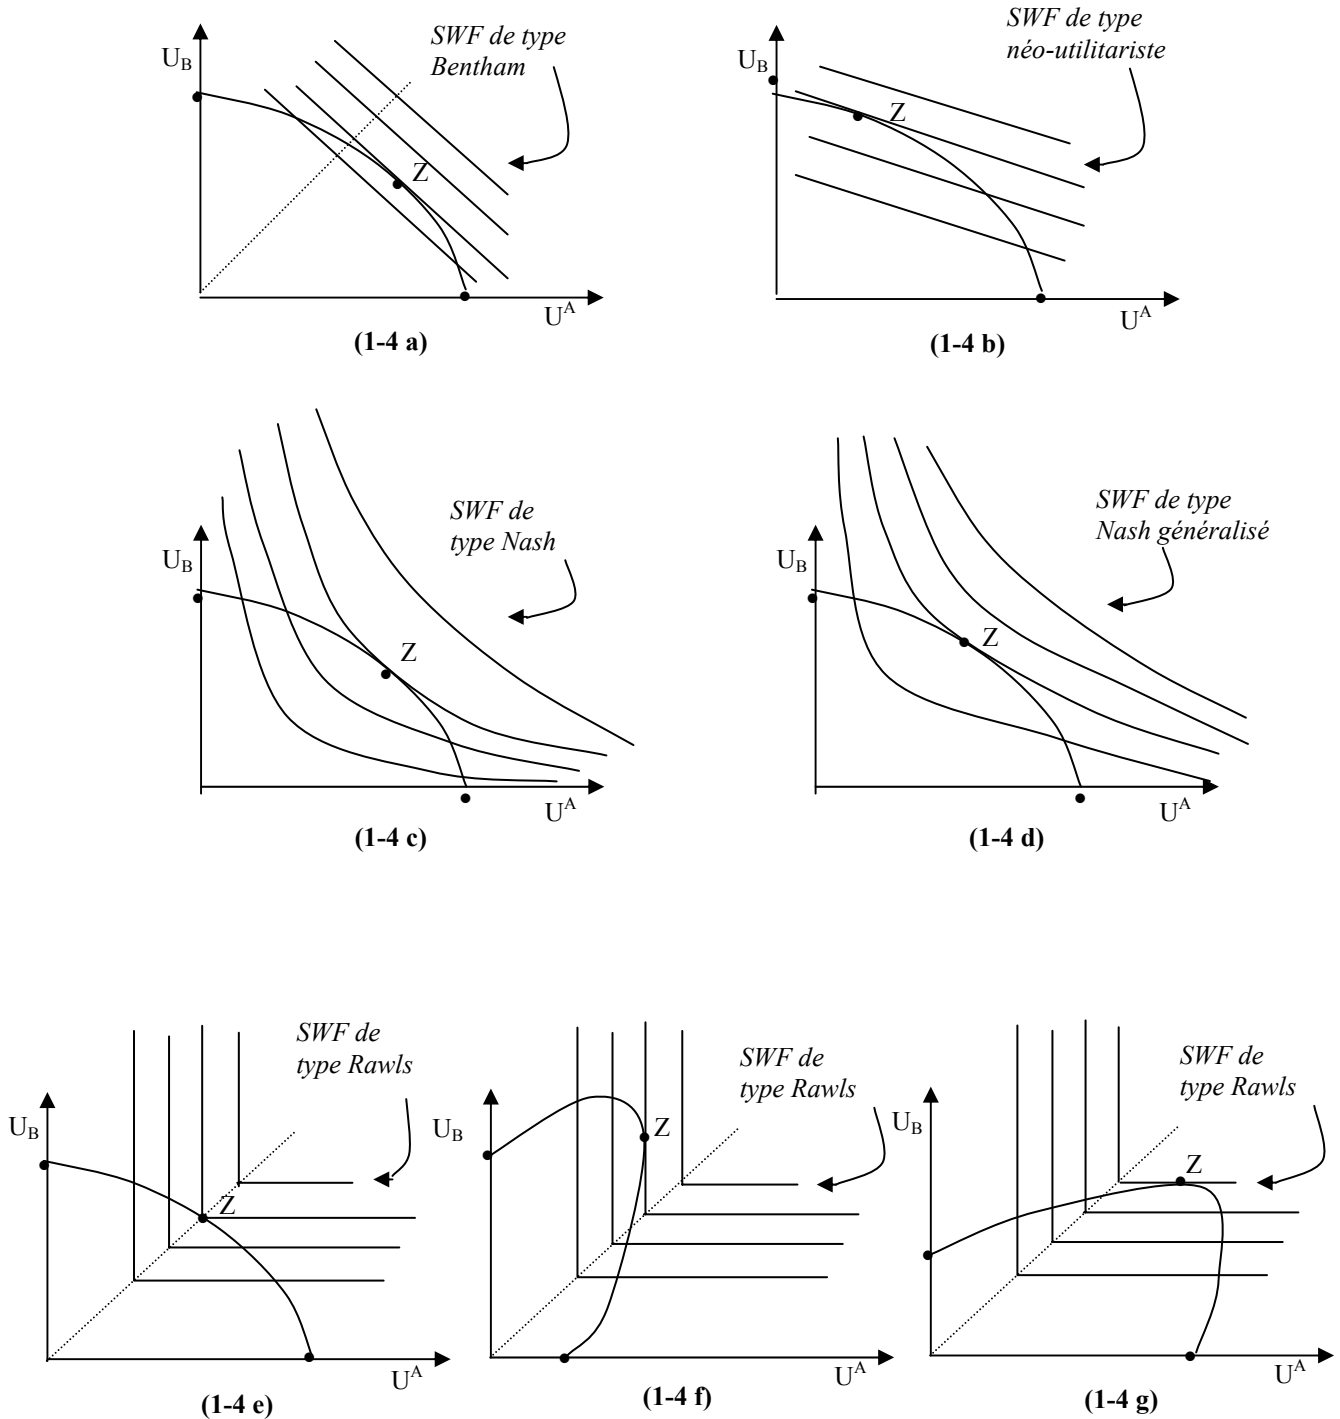 SWF de type
Bentham
U_B
Z
U^A
(1-4 a)
SWF de type
néo-utilitariste
U_B
Z
U^A
(1-4 b)
SWF de
type Nash
U_B
Z
U^A
(1-4 c)
SWF de type
Nash généralisé
U_B
Z
U^A
(1-4 d)
SWF de
type Rawls
U_B
Z
U^A
(1-4 e)
SWF de
type Rawls
U_B
Z
U^A
(1-4 f)
SWF de
type Rawls
U_B
Z
U^A
(1-4 g)